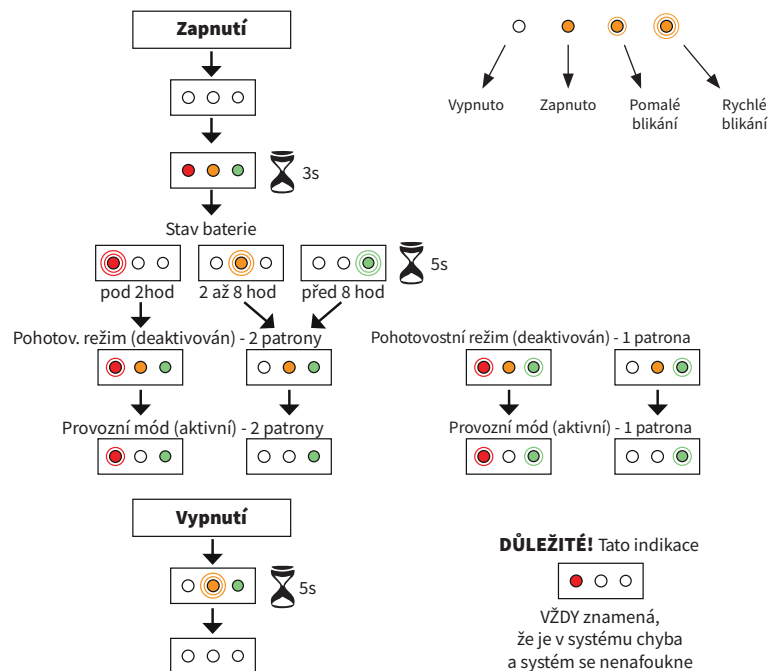 Zapnutí
Vypnuto
Zapnuto
Pomalé
blikání
Rychlé
blikání
3s
Stav baterie
5s
pod 2hod
2 až 8 hod
před 8 hod
Pohotov. režim (deaktivován) - 2 patrony
Pohotovostní režim (deaktivován) - 1 patrona
Provozní mód (aktivní) - 2 patrony
Provozní mód (aktivní) - 1 patrona
Vypnutí
5s
DŮLEŽITÉ! Tato indikace
VŽDY znamená,
že je v systému chyba
a systém se nenafoukne